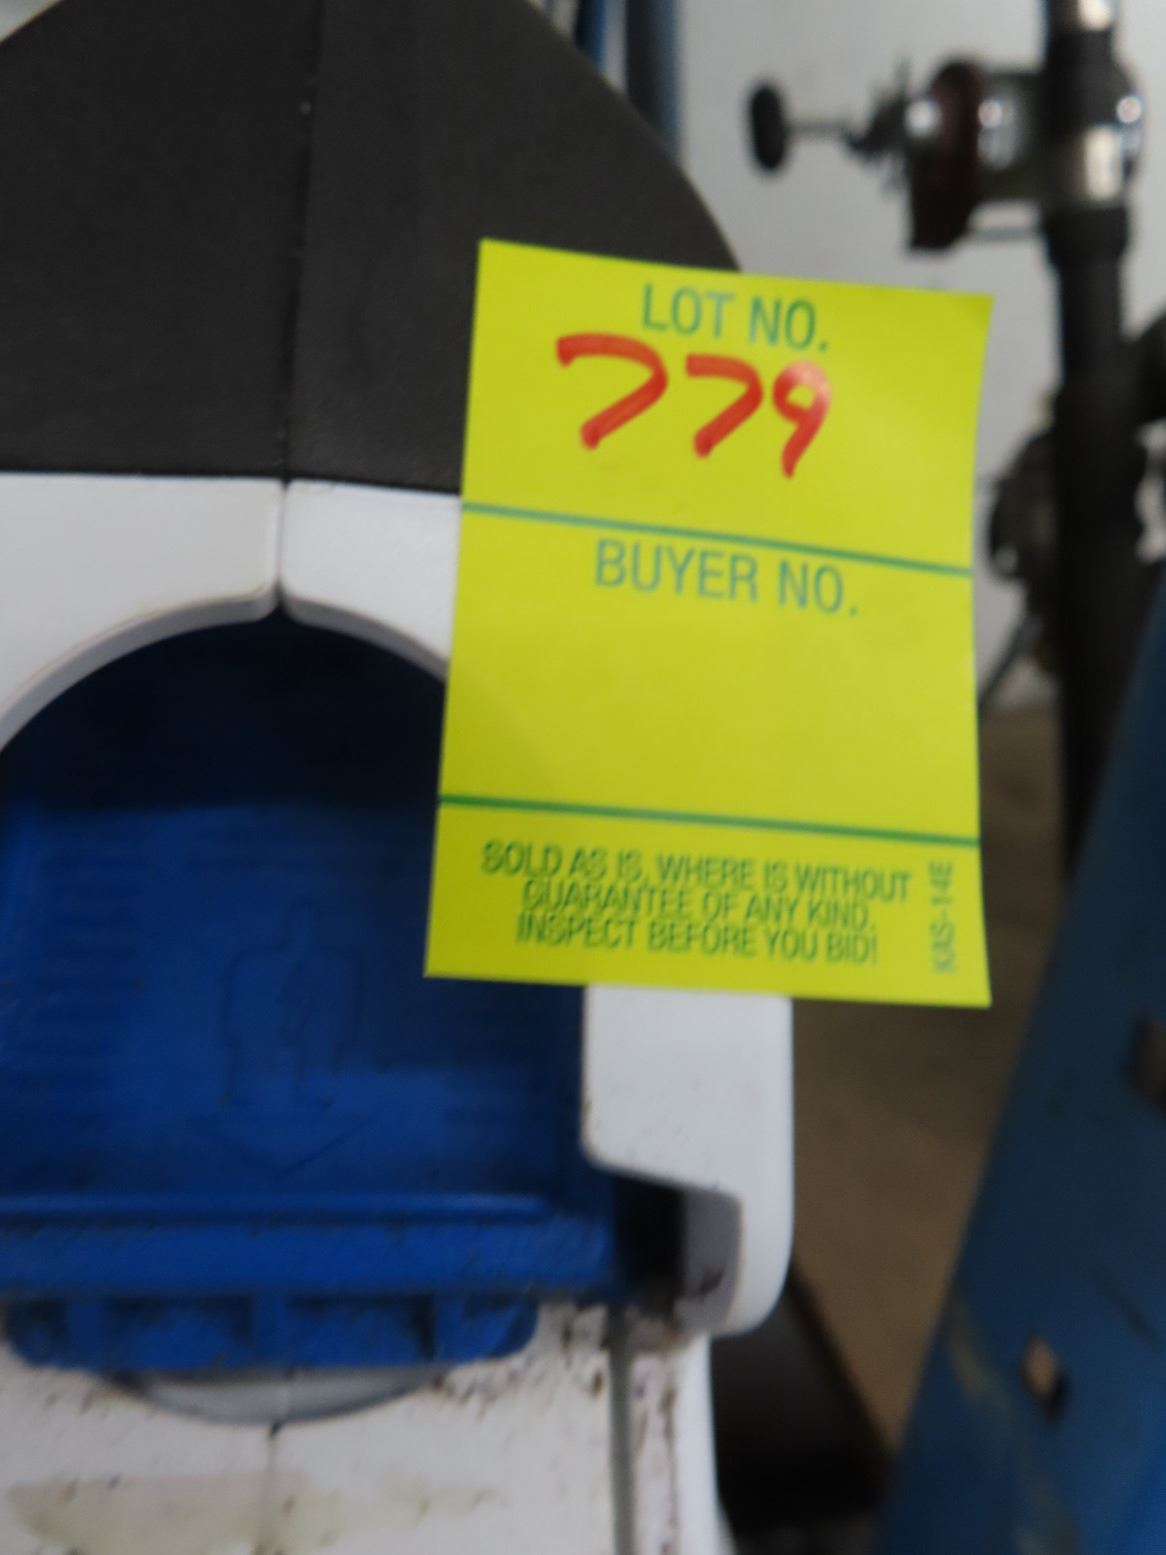 LOT NO.
779
BUYER NO.
SOLD AS IS, WHERE IS WITHOUT
GUARANTEE OF ANY KIND.
INSPECT BEFORE YOU BID!
KAS-14E